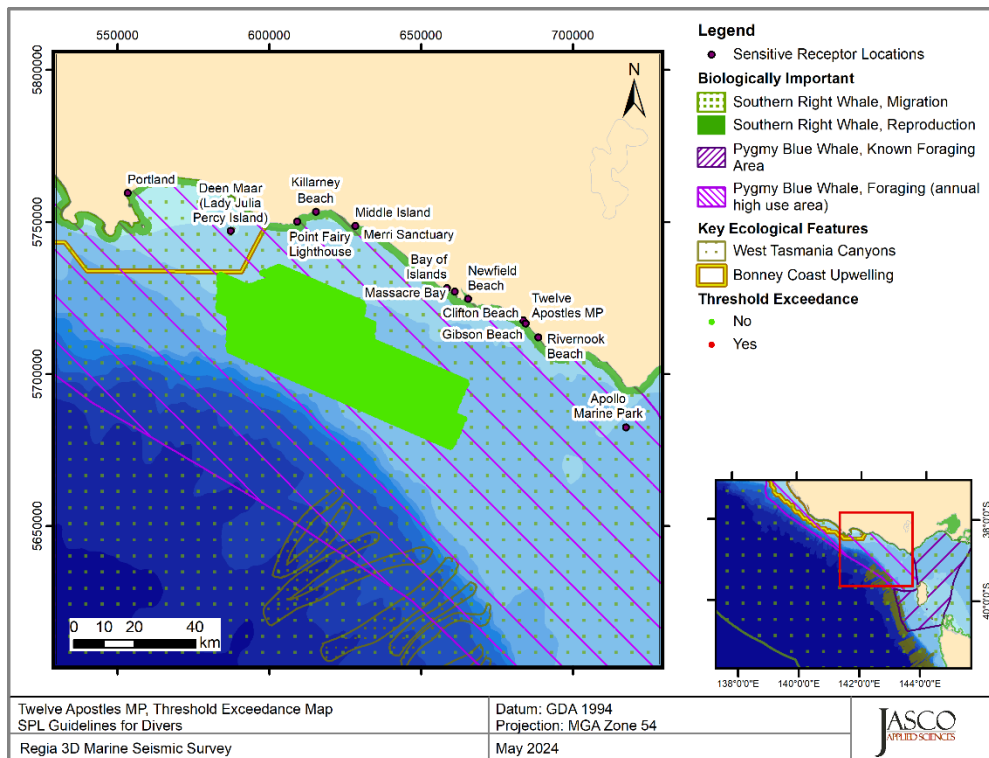 550000
600000
650000
700000
5800000
5750000
5700000
5650000
N
Portland
Deen Maar
(Lady Julia
Percy Island)
Killarney
Beach
Point Fairy
Lighthouse
Middle Island
Merri Sanctuary
Bay of
Islands
Massacre Bay
Newfield
Beach
Clifton Beach
Twelve
Apostles MP
Gibson Beach
Rivernook
Beach
Apollo
Marine Park
0 10 20 40
km
Legend
Sensitive Receptor Locations
Biologically Important
Southern Right Whale, Migration
Southern Right Whale, Reproduction
Pygmy Blue Whale, Known Foraging
Area
Pygmy Blue Whale, Foraging (annual
high use area)
Key Ecological Features
West Tasmania Canyons
Bonney Coast Upwelling
Threshold Exceedance
No
Yes
38°0'0"S
40°0'0"S
138°0'0"E
140°0'0"E
142°0'0"E
144°0'0"E
Twelve Apostles MP, Threshold Exceedance Map
SPL Guidelines for Divers
Regia 3D Marine Seismic Survey
Datum: GDA 1994
Projection: MGA Zone 54
May 2024
JASCO
APPLIED SCIENCES